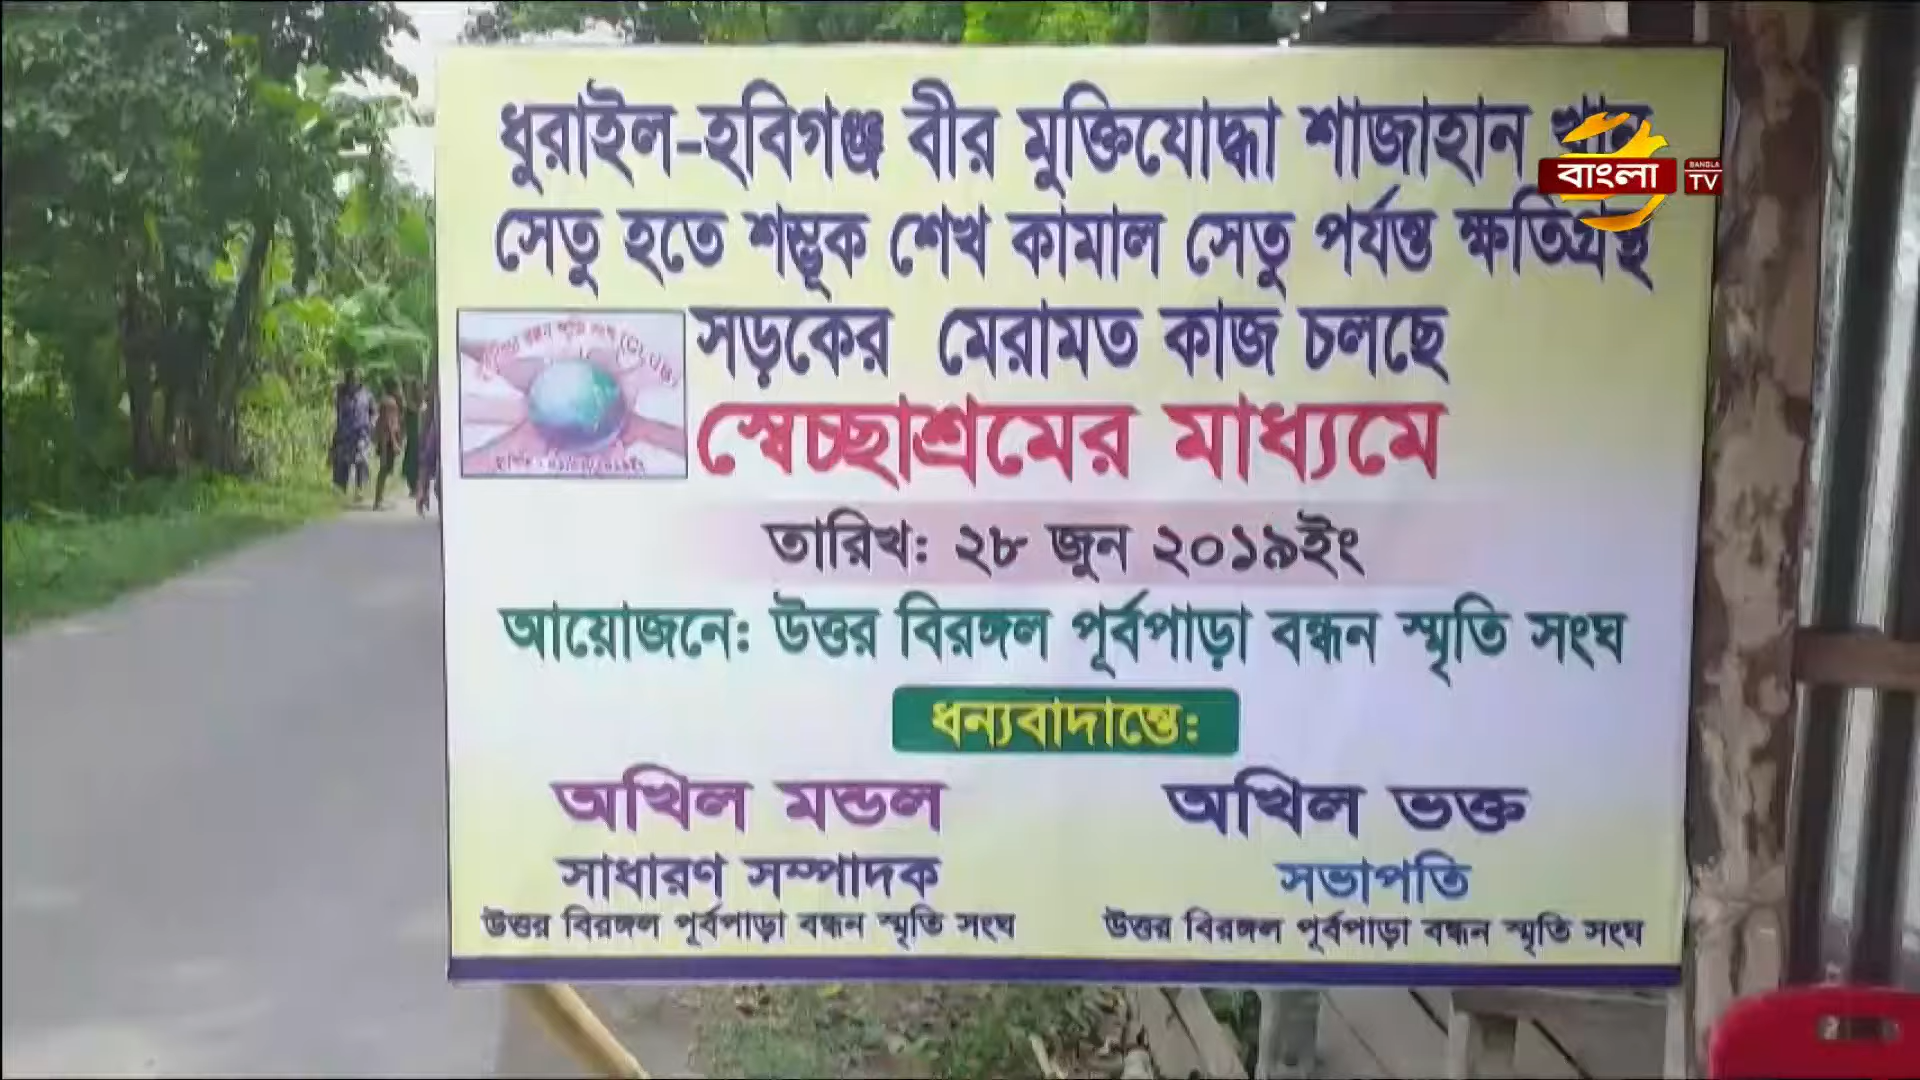 ধুরাইল-হবিগঞ্জ বীর মুক্তিযোদ্ধা শাজাহান
সেতু হতে শম্ভূক শেখ কামাল সেতু পর্যন্ত ক্ষতিগ্রস্থ
সড়কের মেরামত কাজ চলছে
স্বেচ্ছাশ্রমের মাধ্যমে
তারিখ: ২৮ জুন ২০১৯ইং
আয়োজনে: উত্তর বিরঙ্গল পূর্বপাড়া বন্ধন স্মৃতি সংঘ
ধন্যবাদান্তে:
অখিল মন্ডল
সাধারণ সম্পাদক
উত্তর বিরঙ্গল পূর্বপাড়া বন্ধন স্মৃতি সংঘ
অখিল ভক্ত
সভাপতি
উত্তর বিরঙ্গল পূর্বপাড়া বন্ধন স্মৃতি সংঘ
বাংলা
BANGLA
TV